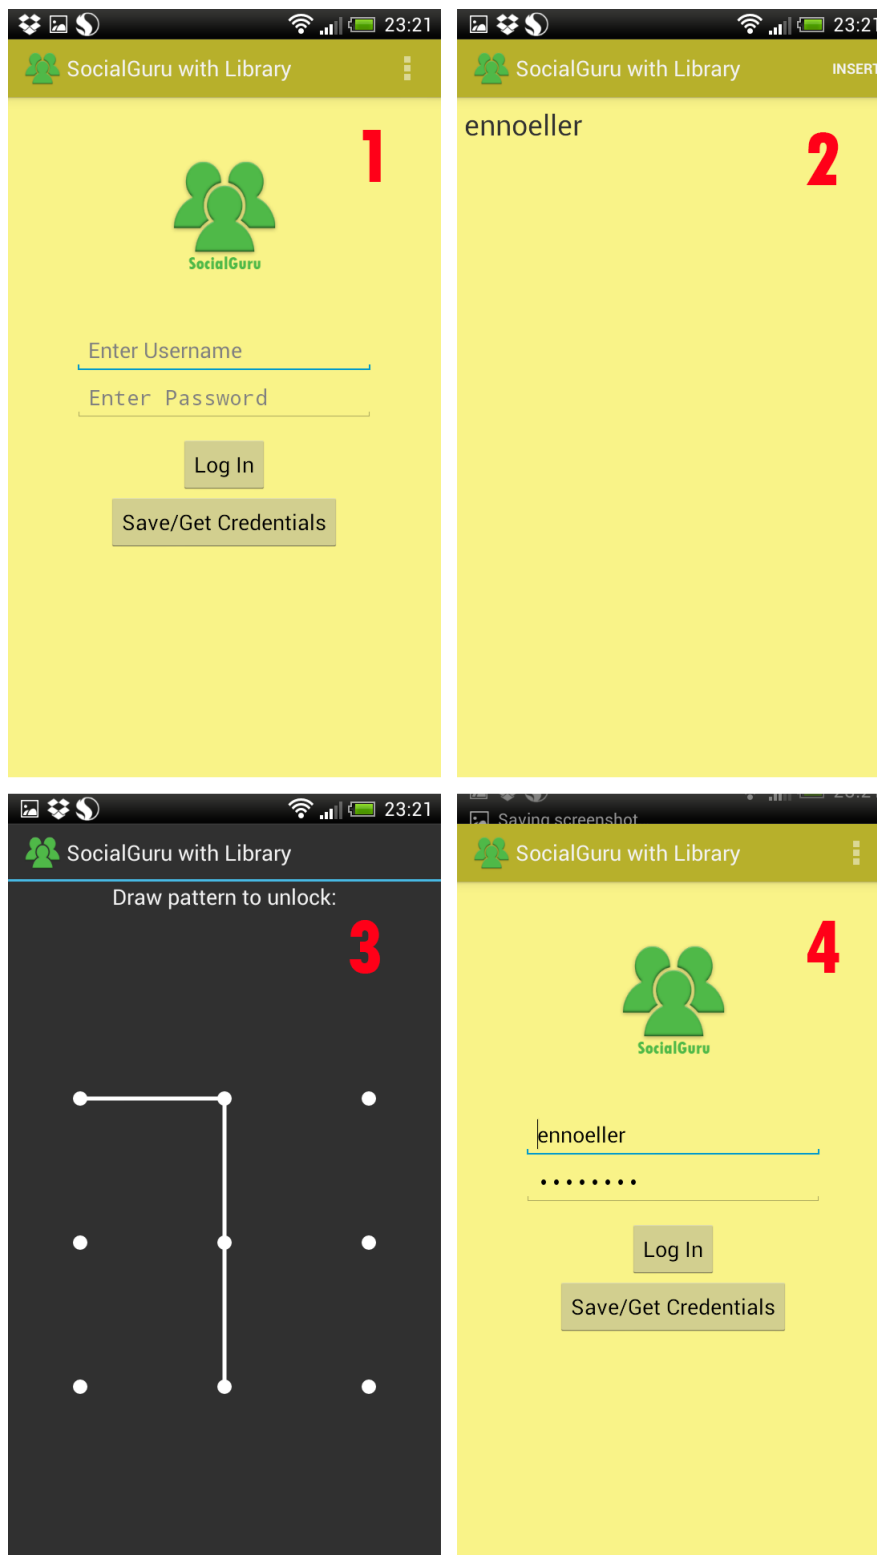 23:21
SocialGuru with Library
1
SocialGuru
Enter Username
Enter Password
Log In
Save/Get Credentials
23:21
SocialGuru with Library INSERT
ennoeller
2
23:21
SocialGuru with Library
Draw pattern to unlock:
3
Saving screenshot
SocialGuru with Library
4
SocialGuru
ennoeller
••••••••
Log In
Save/Get Credentials